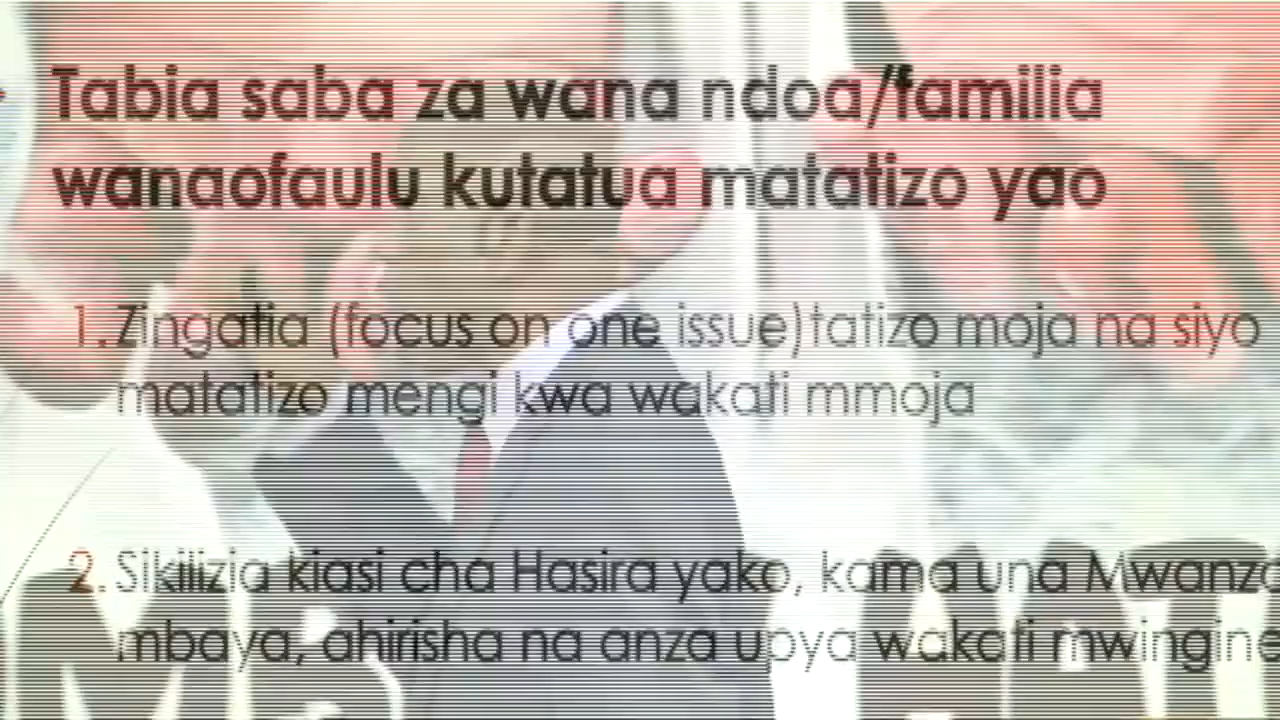 Tabia saba za wana ndoa/familia
wanaofaulu kutatua matatizo yao
1. Zingatia (focus on one issue) tatizo moja na siyo
matatizo mengi kwa wakati mmoja
2. Sikilizia kiasi cha Hasira yako, kama una Mwanzo
mbaya, ahirisha na anza upya wakati mwingine